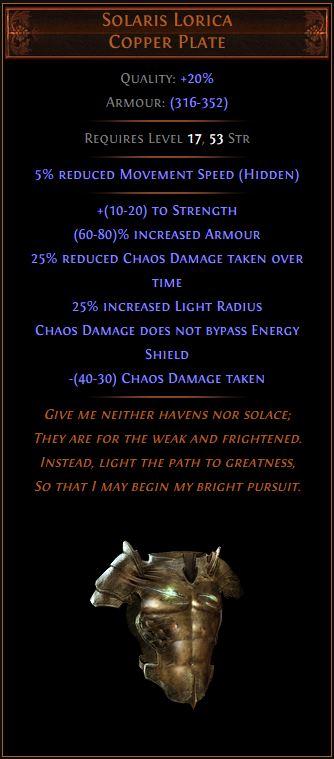 Solaris Lorica
Copper Plate
Quality: +20%
Armour: (316-352)
Requires Level 17, 53 Str
5% reduced Movement Speed (Hidden)
+(10-20) to Strength
(60-80)% increased Armour
25% reduced Chaos Damage taken over
time
25% increased Light Radius
Chaos Damage does not bypass Energy
Shield
-(40-30) Chaos Damage taken
Give me neither havens nor solace;
They are for the weak and frightened.
Instead, light the path to greatness,
So that I may begin my bright pursuit.